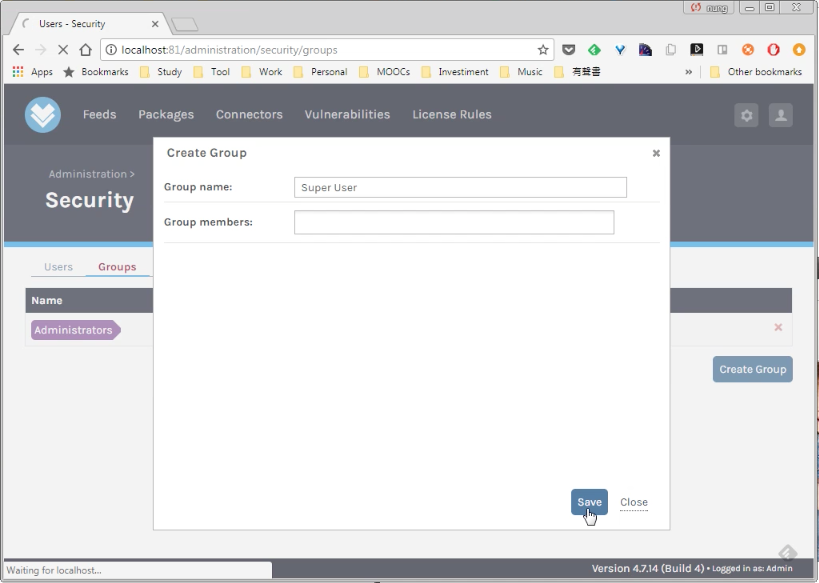 nung
Users - Security
localhost:81/administration/security/groups
Apps Bookmarks Study Tool Work Personal MOOCs Investiment Music 有聲書 » Other bookmarks
Feeds Packages Connectors Vulnerabilities License Rules
Create Group
Administration >
Security
Group name: Super User
Group members:
Users Groups
Name
Administrators
Create Group
Save Close
Waiting for localhost...
Version 4.7.14 (Build 4) • Logged in as: Admin